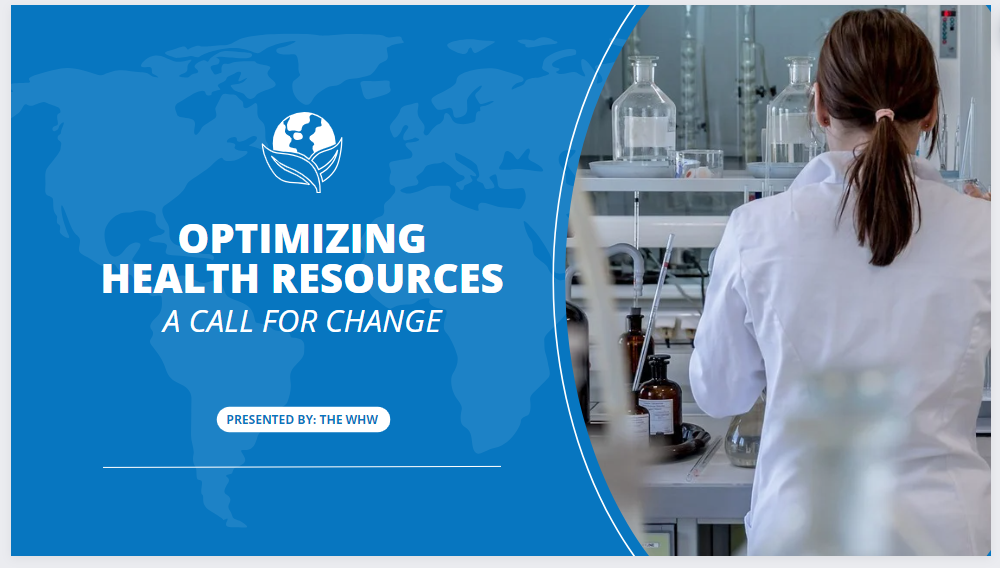 OPTIMIZING
HEALTH RESOURCES
A CALL FOR CHANGE
PRESENTED BY: THE WHW